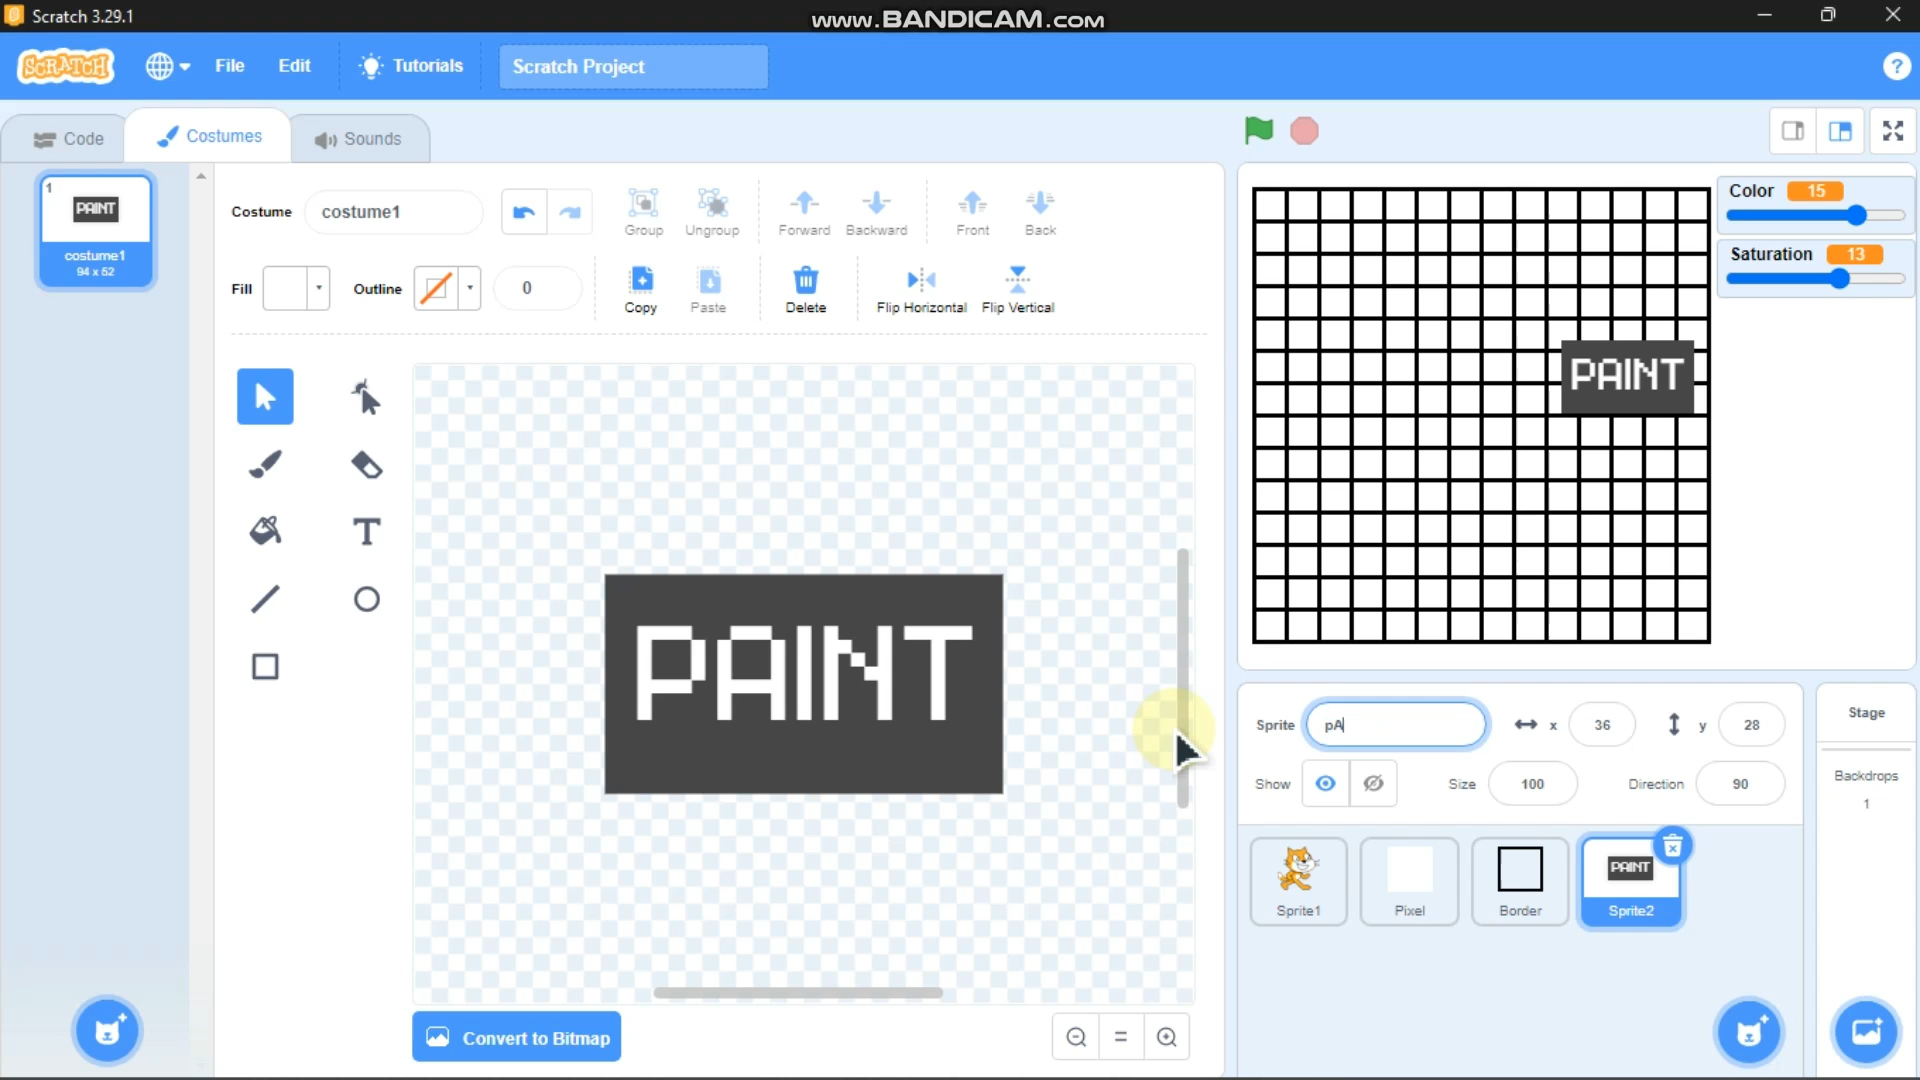 Scratch 3.29.1
www.BANDICAM.com
SCRATCH
File
Edit
Tutorials
Scratch Project
?
Code
Costumes
Sounds
1
PAINT
costume1
94 x 52
Costume
costume1
Group
Ungroup
Forward
Backward
Front
Back
Fill
Outline
0
Copy
Paste
Delete
Flip Horizontal
Flip Vertical
T
PAINT
Convert to Bitmap
Color 15
Saturation 13
PAINT
Sprite
pA
x
36
y
28
Show
Size
100
Direction
90
Sprite1
Pixel
Border
PAINT
Sprite2
Stage
Backdrops
1